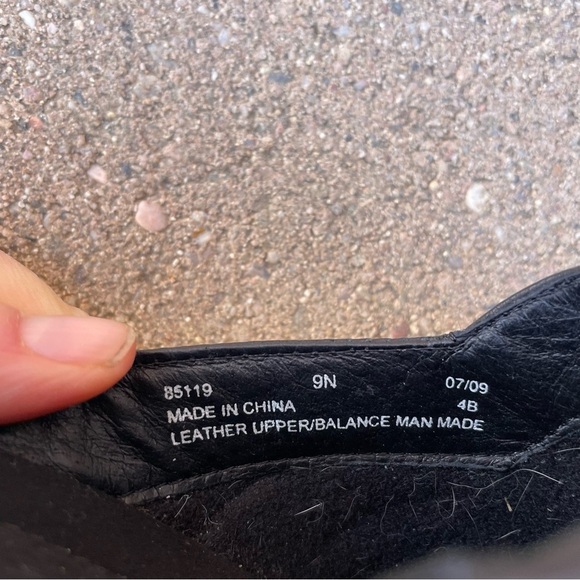 85119 9N 07/09
MADE IN CHINA 4B
LEATHER UPPER/BALANCE MAN MADE